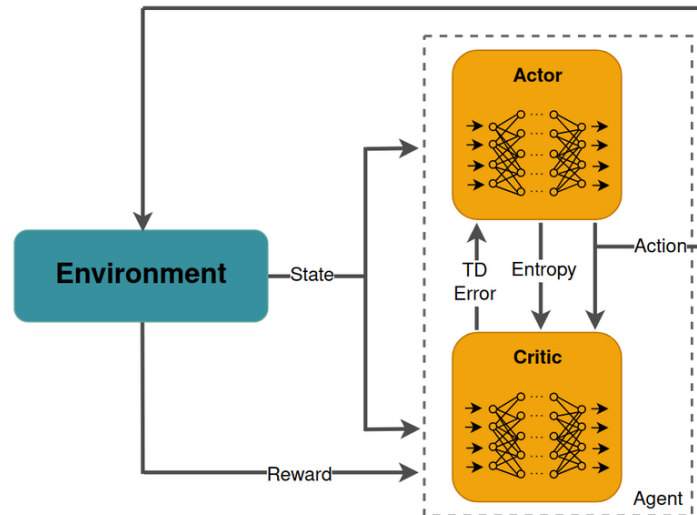 Actor
Environment
State
TD
Error
Entropy
Action
Critic
Reward
Agent